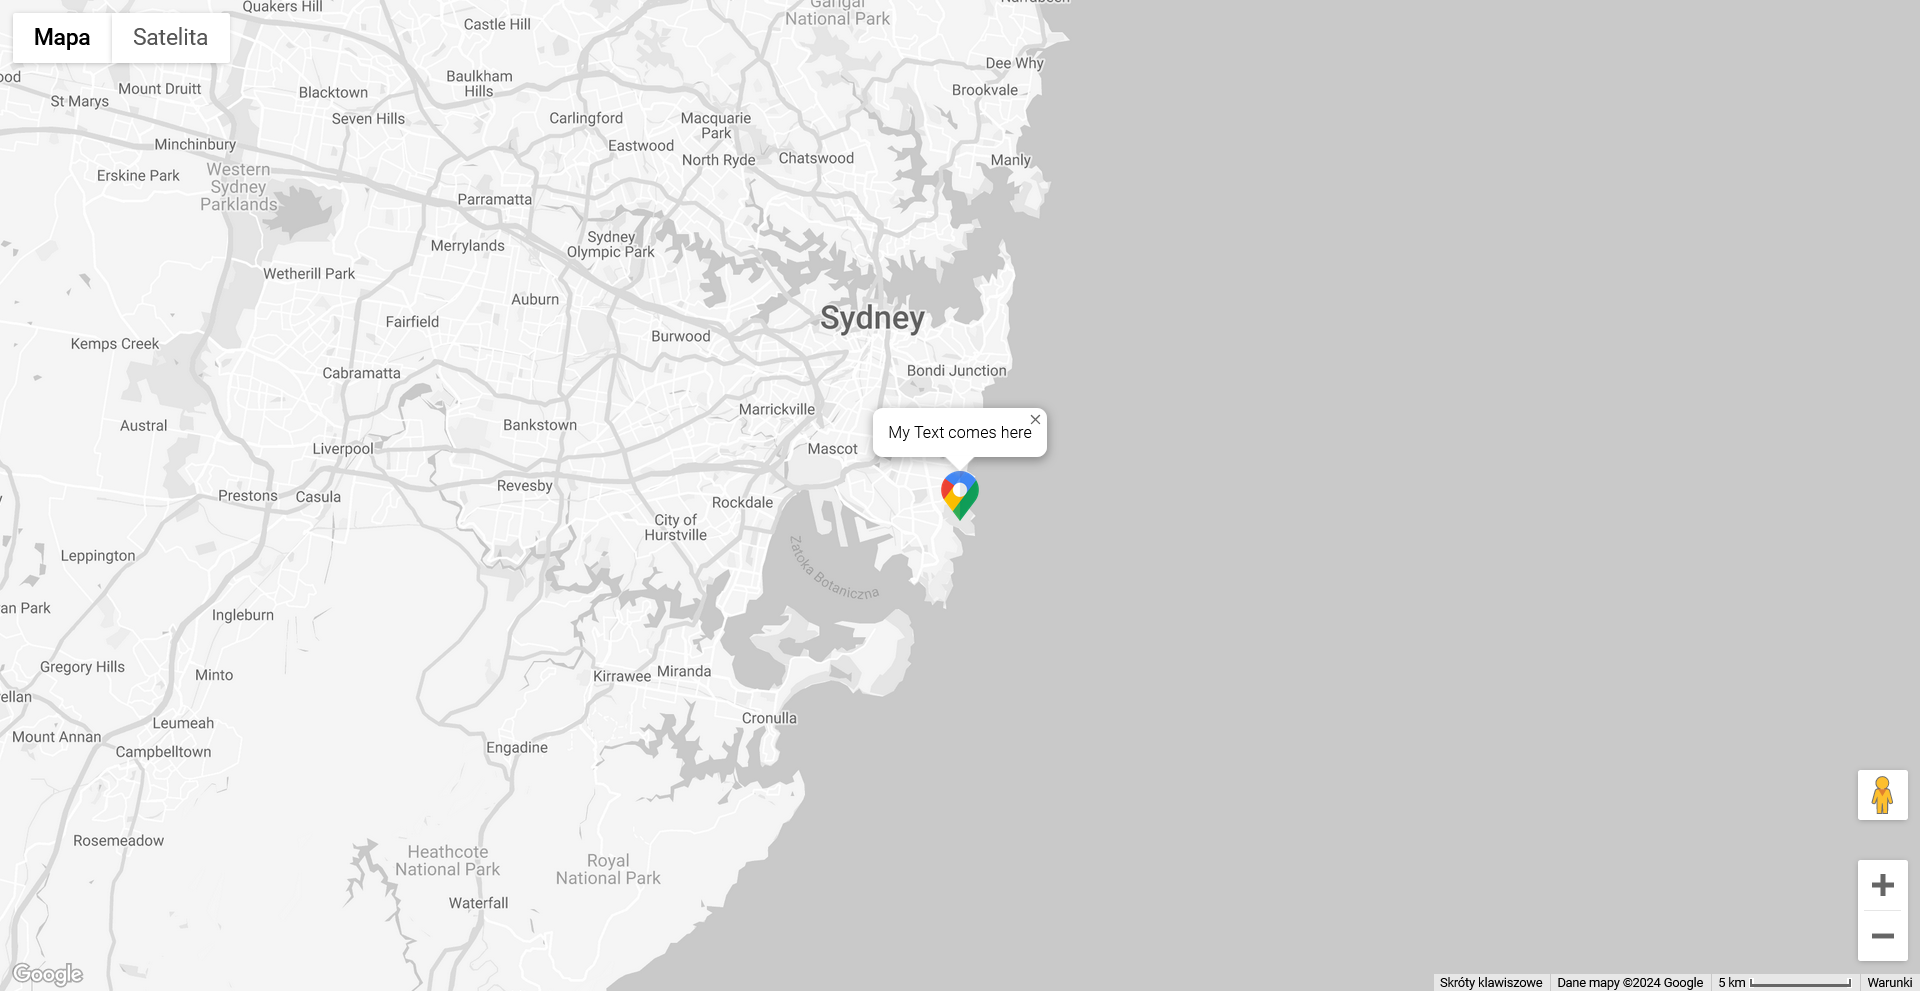 Quakers Hill
Castle Hill
National Park
Mapa
Satelita
Dee Why
Baulkham
Hills
Mount Druitt
Blacktown
Brookvale
St Marys
Seven Hills
Carlingford
Macquarie
Park
Minchinbury
Eastwood
North Ryde
Chatswood
Manly
Erskine Park
Western
Sydney
Parklands
Parramatta
Merrylands
Sydney
Olympic Park
Wetherill Park
Auburn
Fairfield
Sydney
Burwood
Kemps Creek
Cabramatta
Bondi Junction
Marrickville
Austral
Bankstown
My Text comes here
Liverpool
Mascot
Prestons
Casula
Revesby
Rockdale
City of
Hurstville
Leppington
Zatoka Botaniczna
an Park
Ingleburn
Gregory Hills
Minto
Kirrawee
Miranda
ellan
Leumeah
Cronulla
Mount Annan
Campbelltown
Engadine
Rosemeadow
Heathcote
National Park
Royal
National Park
Waterfall
Google
Skróty klawiszowe
Dane mapy ©2024 Google
5 km
Warunki